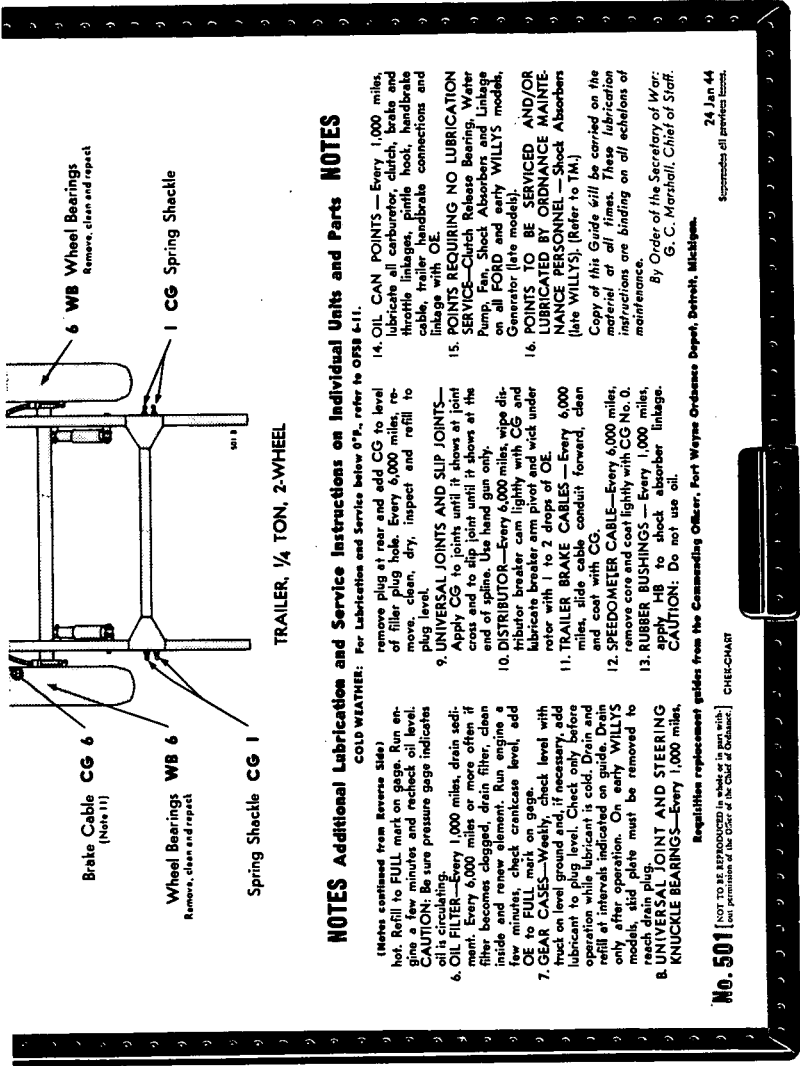 6 WB Wheel Bearings
Remove, clean and repack
1 CG Spring Shackle
Brake Cable CG 6
(Note 11)
Wheel Bearings WB 6
Remove, clean and repack
Spring Shackle CG 1
501 B
TRAILER, 1/4 TON, 2-WHEEL
NOTES Additional Lubrication and Service Instructions on Individual Units and Parts NOTES
COLD WEATHER: For Lubrication and Service below 0°F., refer to OFSB 6-11.
(Notes continued from Reverse Side)
hot. Refill to FULL mark on gage. Run en-
gine a few minutes and recheck oil level.
CAUTION: Be sure pressure gage indicates
oil is circulating.
6. OIL FILTER—Every 1,000 miles, drain sedi-
ment. Every 6,000 miles or more often if
filter becomes clogged, drain filter, clean
inside and renew element. Run engine a
few minutes, check crankcase level, add
OE to FULL mark on gage.
7. GEAR CASES—Weekly, check level with
truck on level ground and, if necessary, add
lubricant to plug level. Check only before
operation while lubricant is cold. Drain and
refill at intervals indicated on guide. Drain
only after operation. On early WILLYS
models, skid plate must be removed to
reach drain plug.
8. UNIVERSAL JOINT AND STEERING
KNUCKLE BEARINGS—Every 1,000 miles,
remove plug at rear and add CG to level
of filler plug hole. Every 6,000 miles, re-
move, clean, dry, inspect and refill to
plug level.
9. UNIVERSAL JOINTS AND SLIP JOINTS—
Apply CG to joints until it shows at joint
cross and to slip joint until it shows at the
end of spline. Use hand gun only.
10. DISTRIBUTOR—Every 6,000 miles, wipe dis-
tributor breaker cam lightly with CG and
lubricate breaker arm pivot and wick under
rotor with 1 to 2 drops of OE.
11. TRAILER BRAKE CABLES — Every 6,000
miles, slide cable conduit forward, clean
and coat with CG.
12. SPEEDOMETER CABLE—Every 6,000 miles,
remove core and coat lightly with CG No. 0.
13. RUBBER BUSHINGS — Every 1,000 miles,
apply HB to shock absorber linkage.
CAUTION: Do not use oil.
14. OIL CAN POINTS — Every 1,000 miles,
lubricate all carburetor, clutch, brake and
throttle linkages, pintle hook, handbrake
cable, trailer handbrake connections and
linkage with OE.
15. POINTS REQUIRING NO LUBRICATION
SERVICE—Clutch Release Bearing, Water
Pump, Fan, Shock Absorbers and Linkage
on all FORD and early WILLYS models,
Generator (late models).
16. POINTS TO BE SERVICED AND/OR
LUBRICATED BY ORDNANCE MAINTE-
NANCE PERSONNEL — Shock Absorbers
(late WILLYS). (Refer to TM.)
Copy of this Guide will be carried on the
materiel at all times. These lubrication
instructions are binding on all echelons of
maintenance.
By Order of the Secretary of War:
G. C. Marshall, Chief of Staff.
Requisition replacement guides from the Commanding Officer, Fort Wayne Ordnance Depot, Detroit, Michigan.
No. 501 [NOT TO BE REPRODUCED in whole or in part with-
out permission of the Office of the Chief of Ordnance.] CHEK-CHART
24 Jan 44
Supersedes all previous issues.